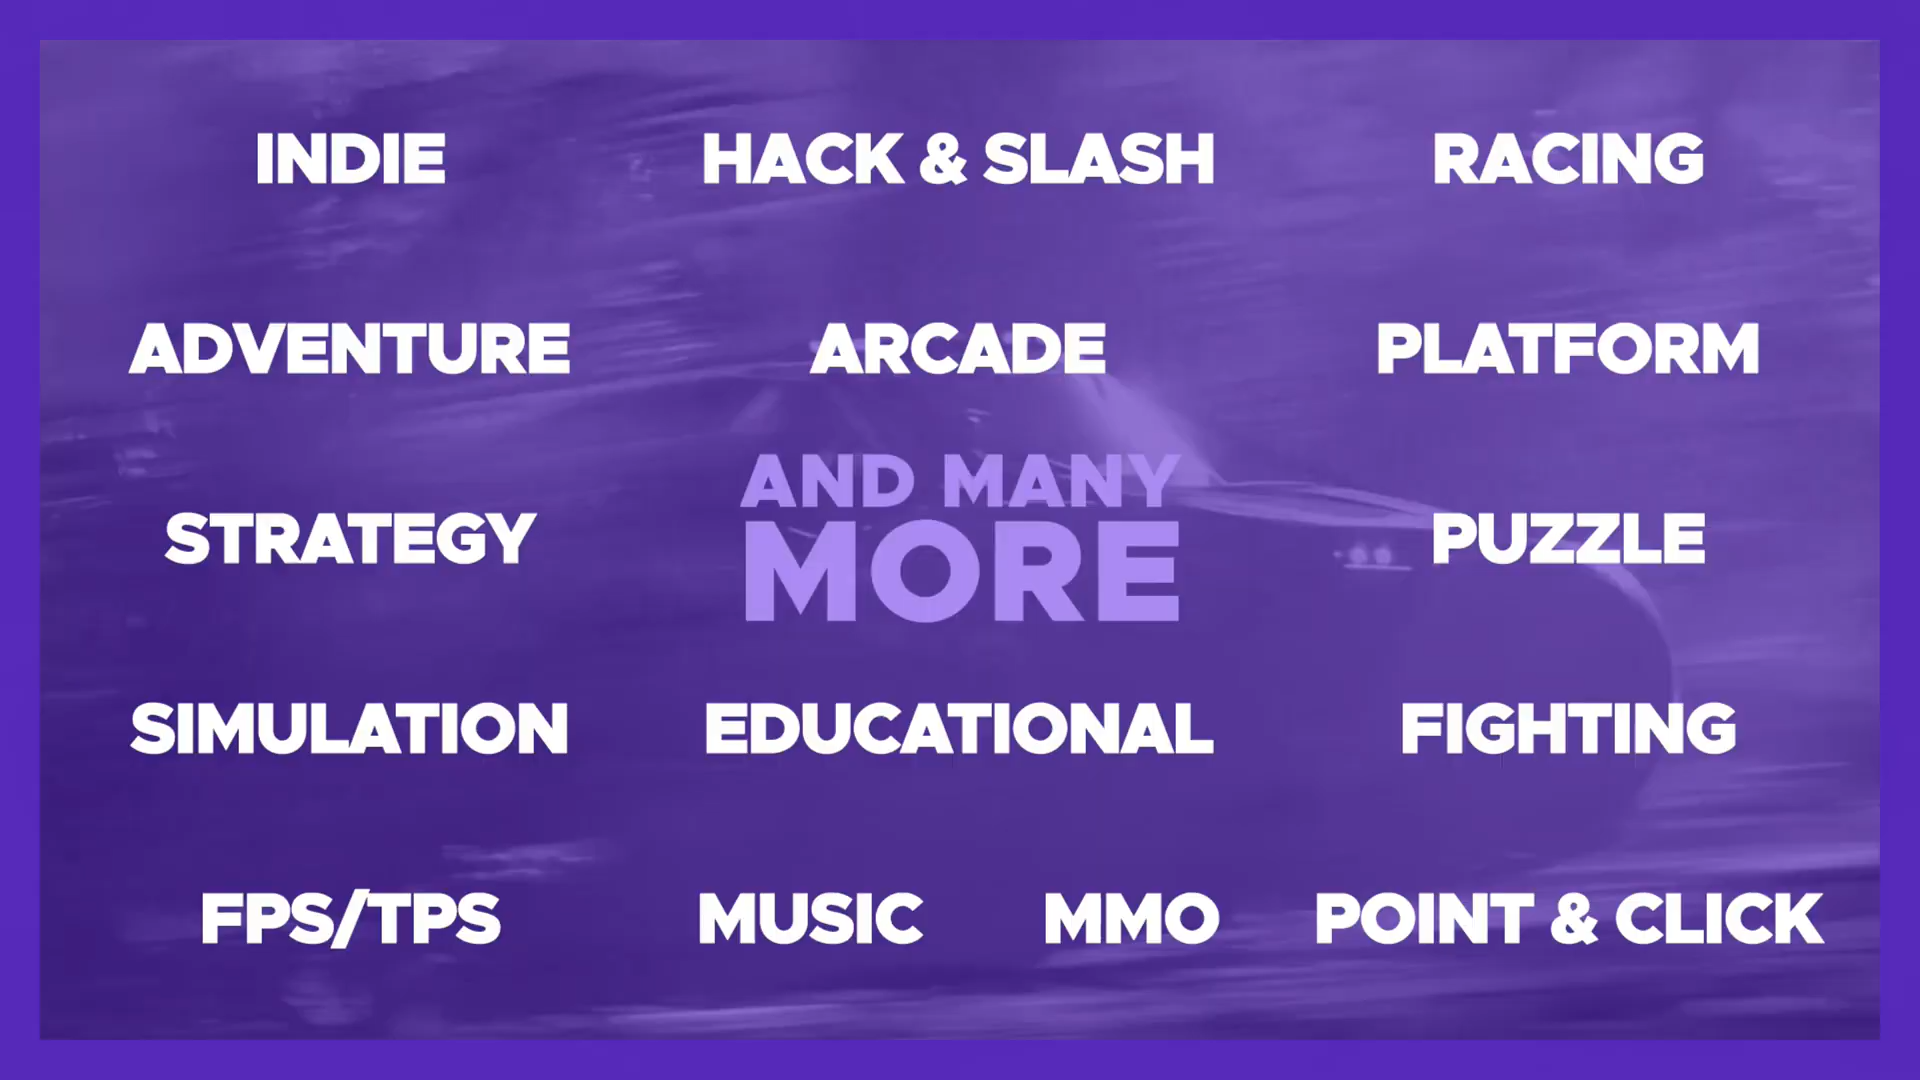 INDIE
HACK & SLASH
RACING
ADVENTURE
ARCADE
PLATFORM
STRATEGY
AND MANY
MORE
PUZZLE
SIMULATION
EDUCATIONAL
FIGHTING
FPS/TPS
MUSIC
MMO
POINT & CLICK